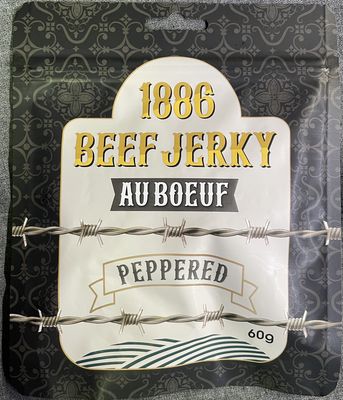 1886
BEEF JERKY
AU BOEUF
PEPPERED
60g